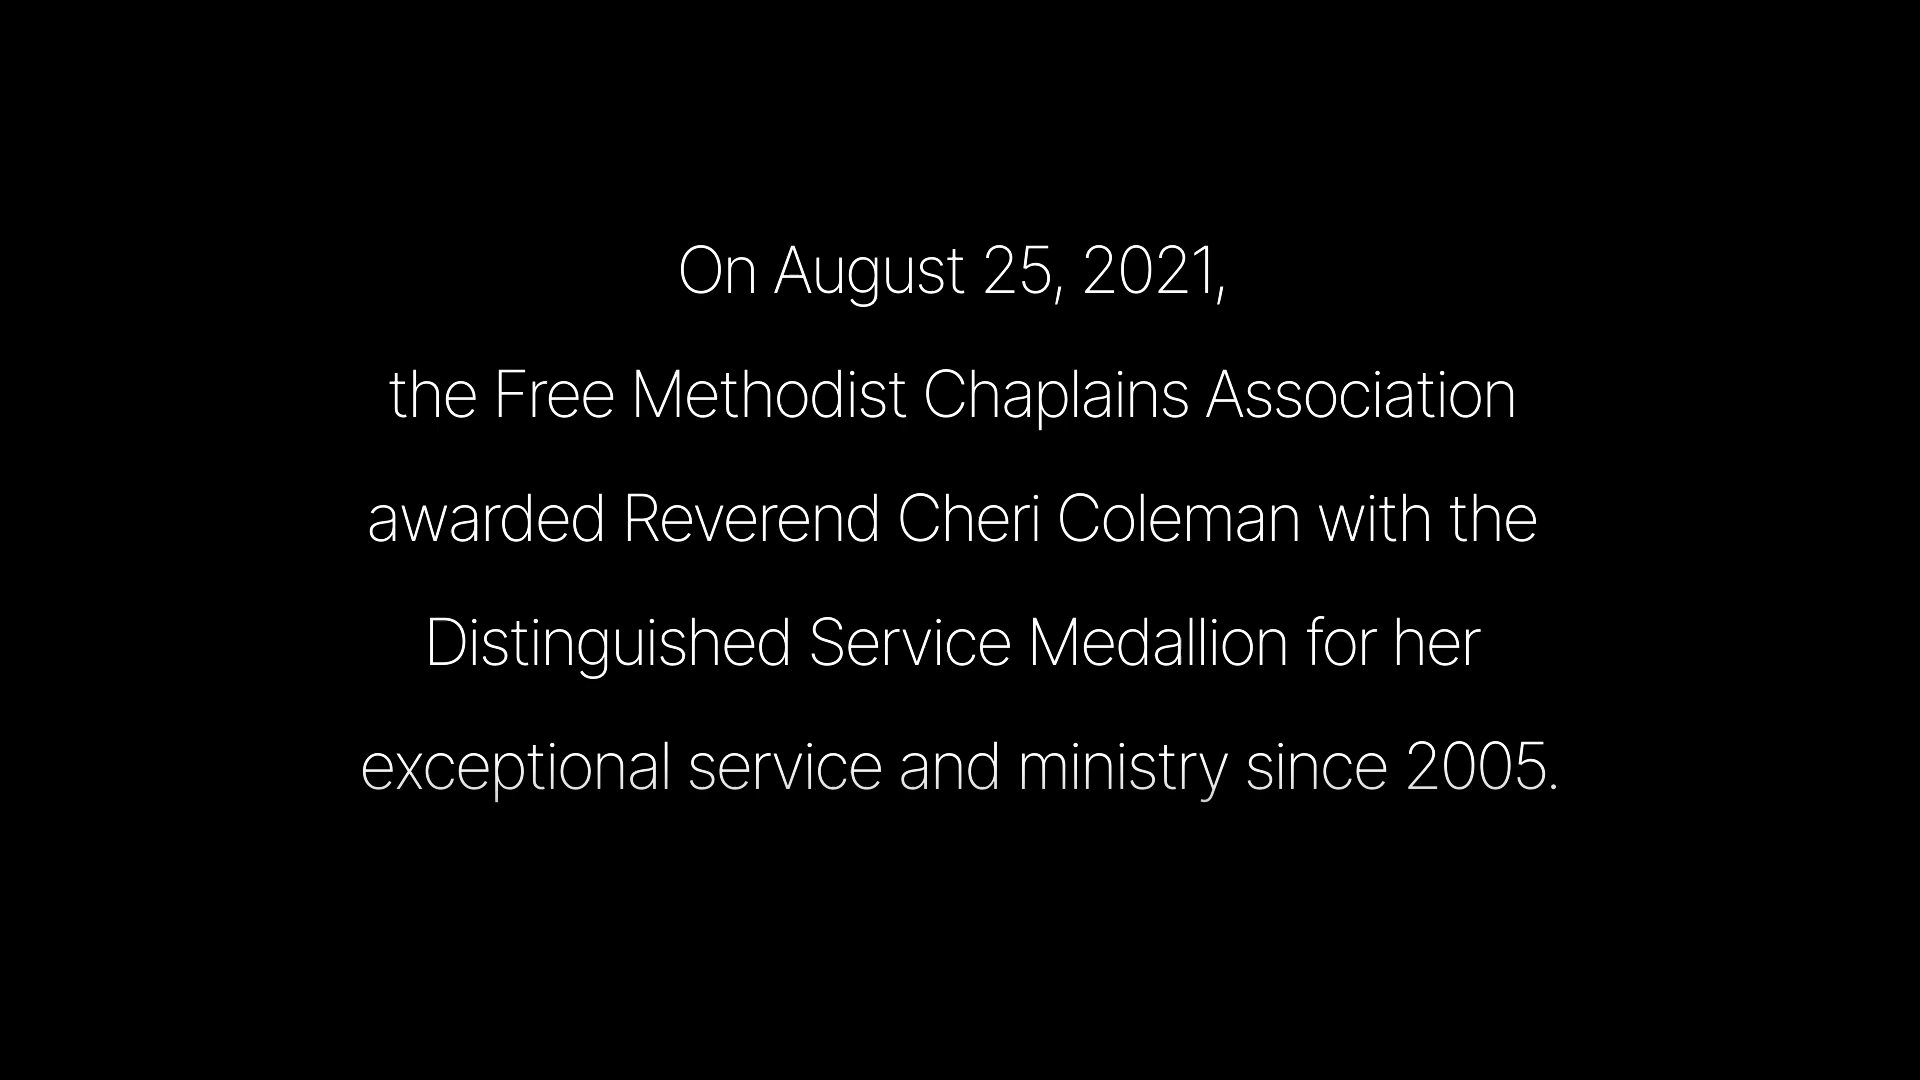 On August 25, 2021,
the Free Methodist Chaplains Association
awarded Reverend Cheri Coleman with the
Distinguished Service Medallion for her
exceptional service and ministry since 2005.